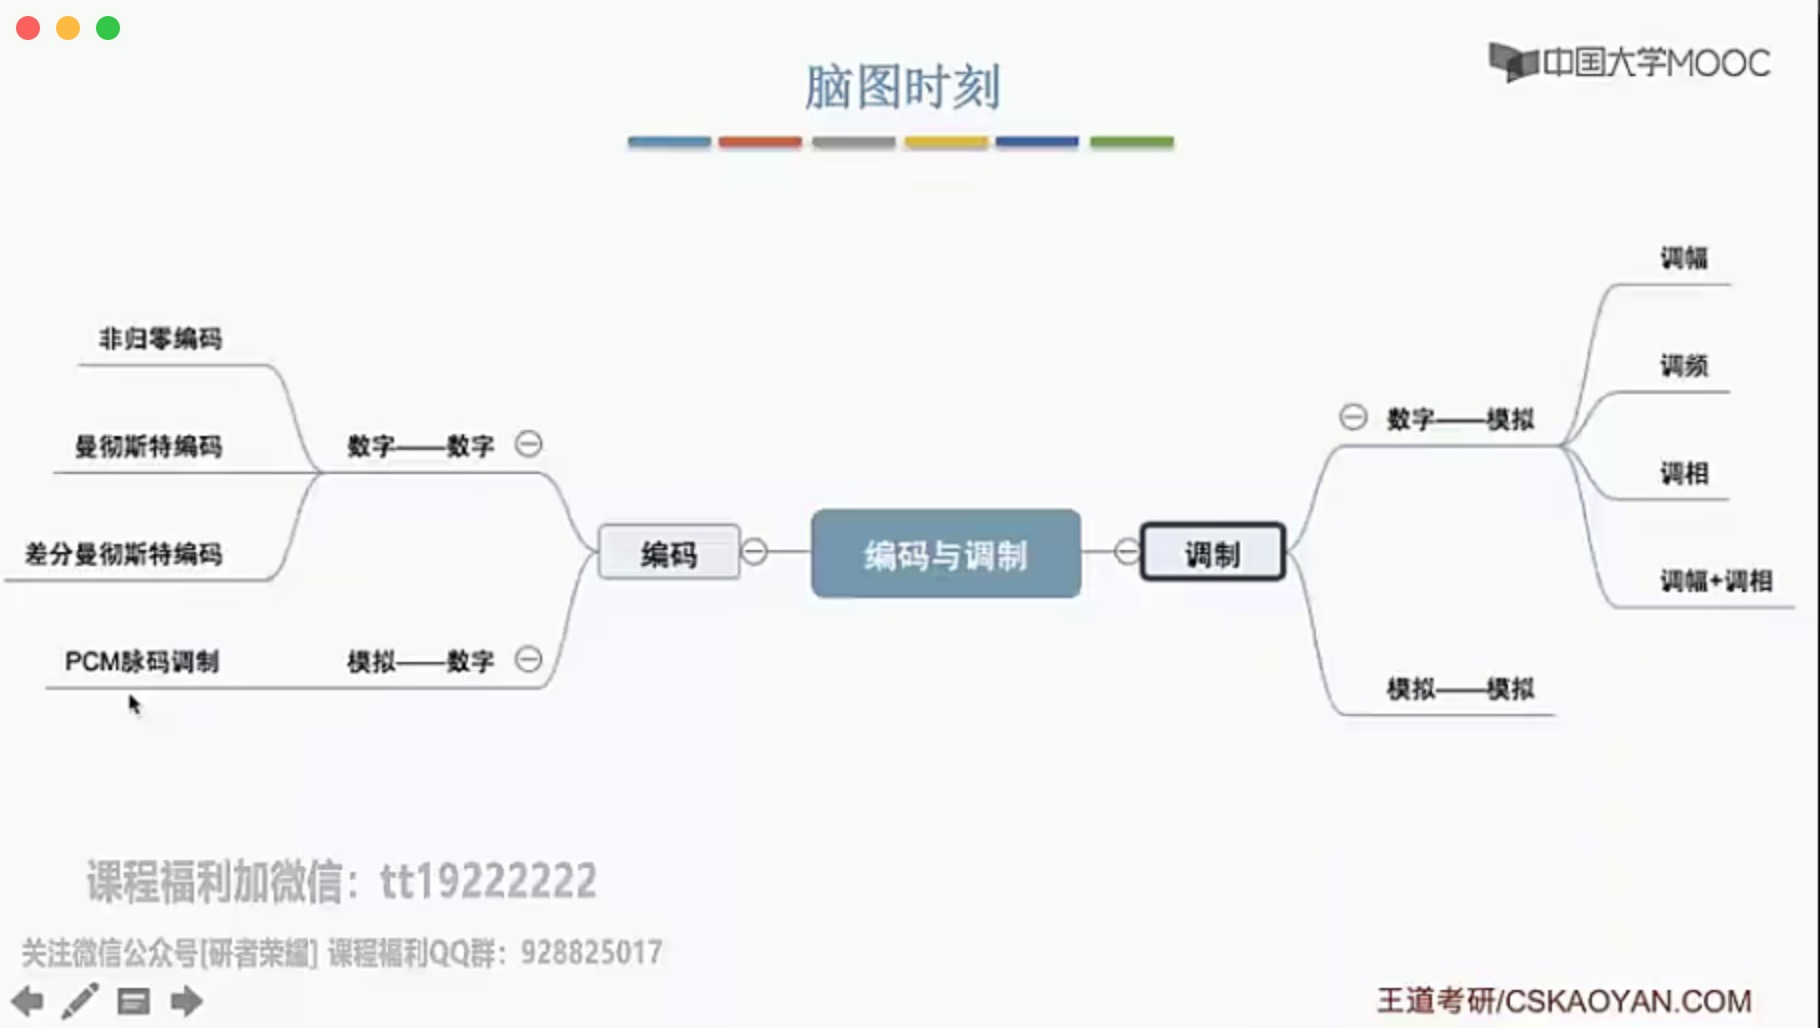 中国大学MOOC
脑图时刻
非归零编码
曼彻斯特编码
差分曼彻斯特编码
数字——数字
PCM脉码调制
模拟——数字
编码
编码与调制
调制
数字——模拟
调幅
调频
调相
调幅+调相
模拟——模拟
课程福利加微信：tt19222222
关注微信公众号[研者荣耀] 课程福利QQ群：928825017
王道考研/CSKAOYAN.COM